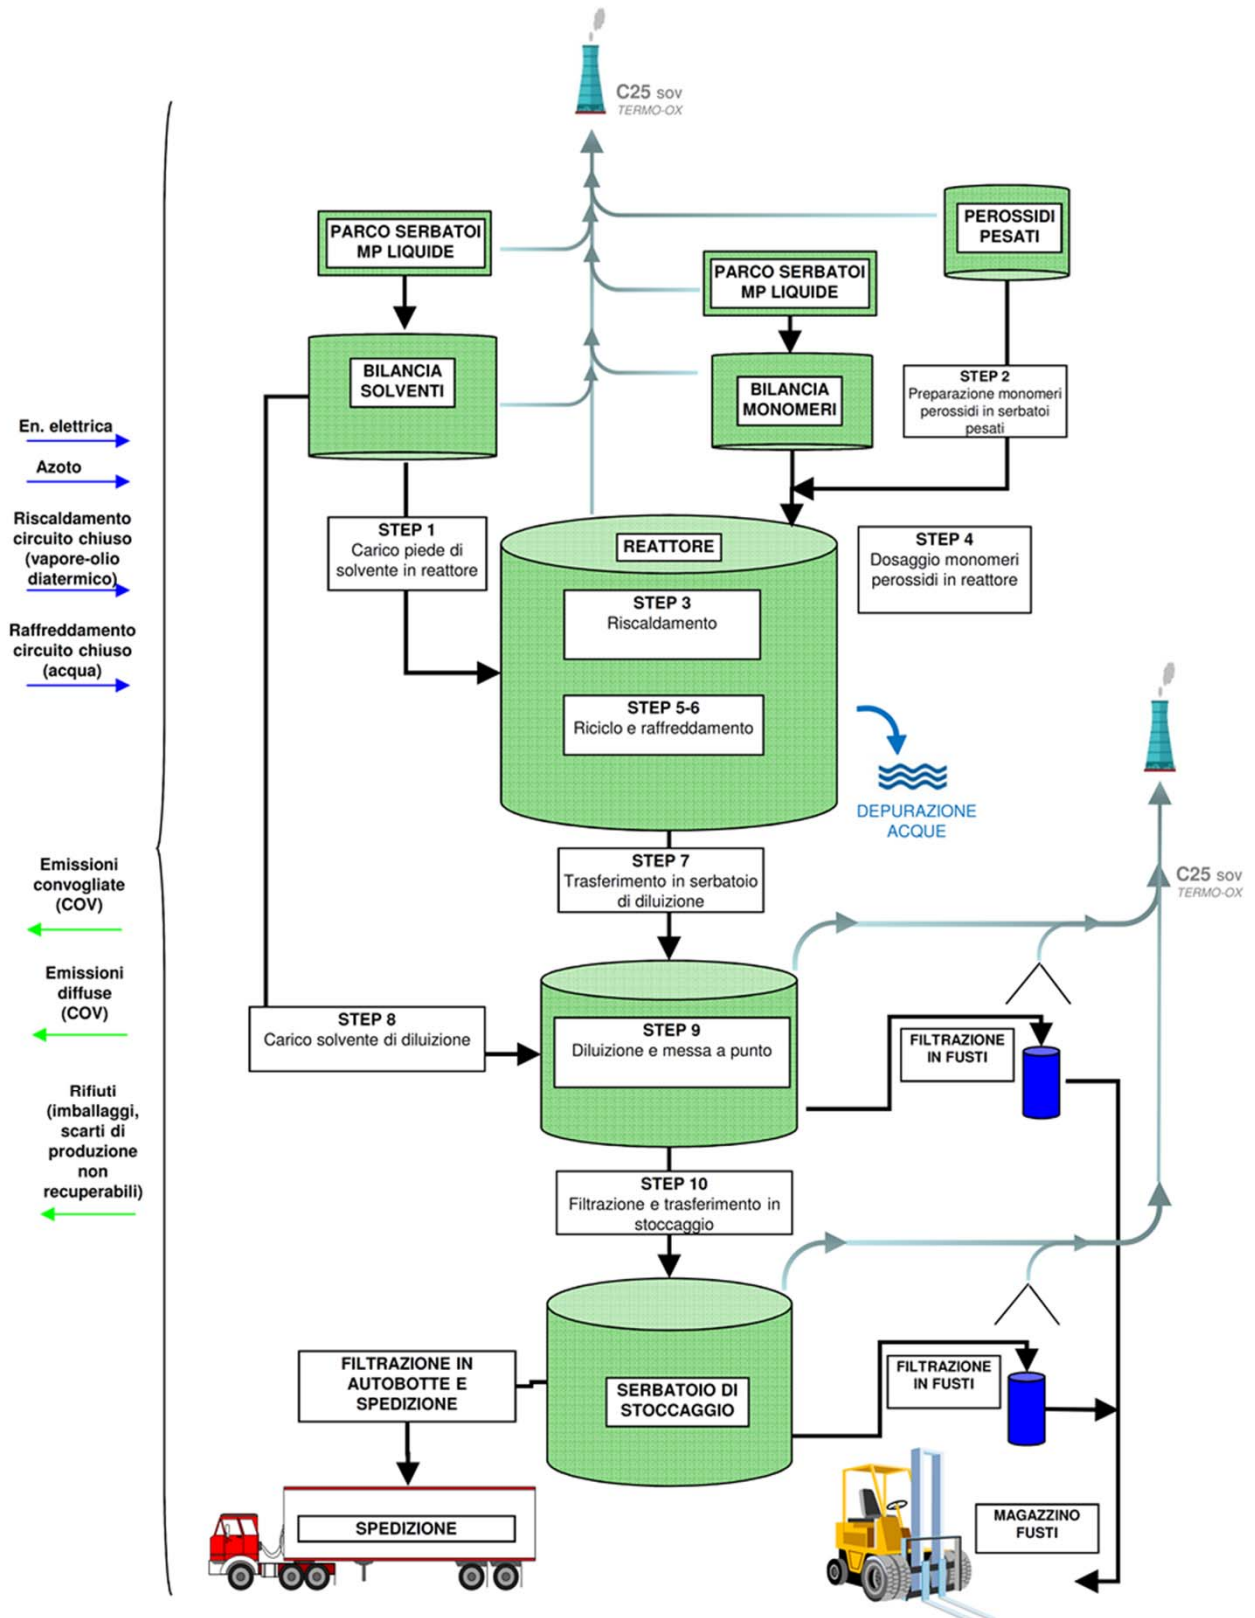 C25 sov
TERMO-OX
PARCO SERBATOI
MP LIQUIDE
PEROSSIDI
PESATI
PARCO SERBATOI
MP LIQUIDE
BILANCIA
SOLVENTI
BILANCIA
MONOMERI
STEP 2
Preparazione monomeri
perossidi in serbatoi
pesati
En. elettrica
Azoto
Riscaldamento
circuito chiuso
(vapore-olio
diatermico)
Raffreddamento
circuito chiuso
(acqua)
STEP 1
Carico piede di
solvente in reattore
REATTORE
STEP 4
Dosaggio monomeri
perossidi in reattore
STEP 3
Riscaldamento
STEP 5-6
Riciclo e raffreddamento
DEPURAZIONE
ACQUE
STEP 7
Trasferimento in serbatoio
di diluizione
C25 sov
TERMO-OX
Emissioni
convogliate
(COV)
Emissioni
diffuse
(COV)
Rifiuti
(imballaggi,
scarti di
produzione
non
recuperabili)
STEP 8
Carico solvente di diluizione
STEP 9
Diluizione e messa a punto
FILTRAZIONE
IN FUSTI
STEP 10
Filtrazione e trasferimento in
stoccaggio
FILTRAZIONE IN
AUTOBOTTE E
SPEDIZIONE
SERBATOIO DI
STOCCAGGIO
FILTRAZIONE
IN FUSTI
SPEDIZIONE
MAGAZZINO
FUSTI